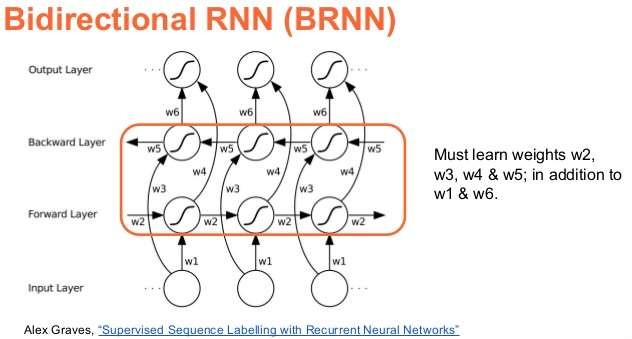 Bidirectional RNN (BRNN)
Output Layer
w6 w6 w6
Backward Layer
w5 w5 w5 w5
w4 w4 w4
w3 w3 w3
Forward Layer
w2 w2 w2 w2
w1 w1 w1
Input Layer
Must learn weights w2,
w3, w4 & w5; in addition to
w1 & w6.
Alex Graves, “Supervised Sequence Labelling with Recurrent Neural Networks”